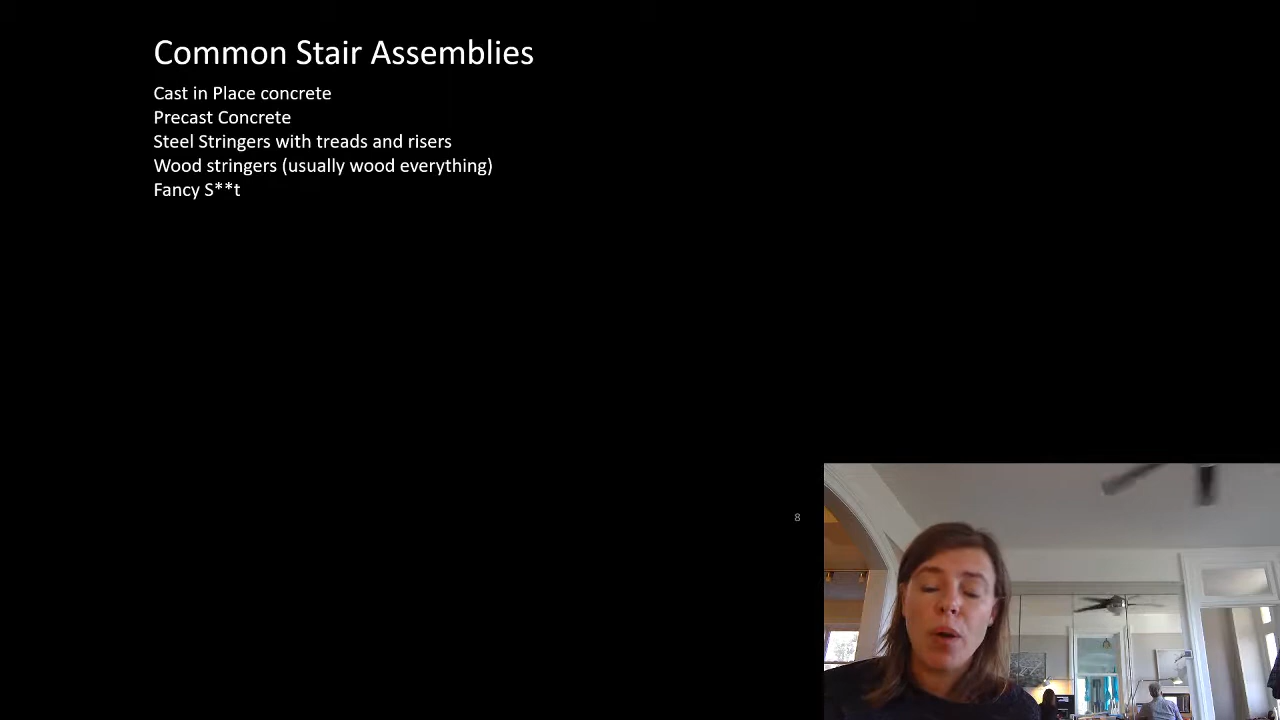 Common Stair Assemblies
Cast in Place concrete
Precast Concrete
Steel Stringers with treads and risers
Wood stringers (usually wood everything)
Fancy S**t
8